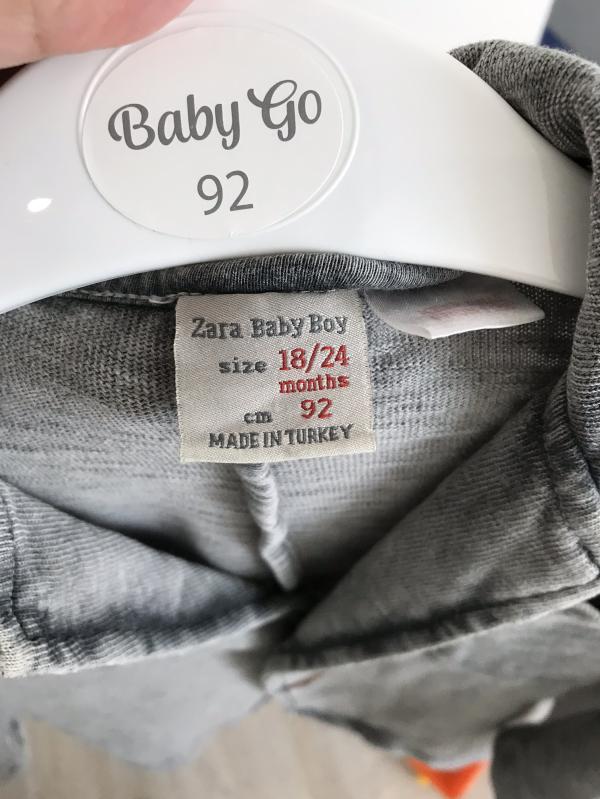 Baby Go
92
Zara Baby Boy
size 18/24
months
cm 92
MADE IN TURKEY